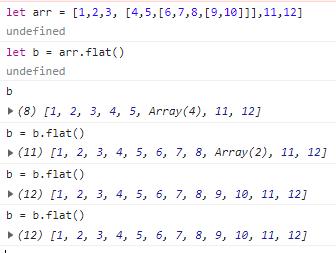 let arr = [1,2,3, [4,5,[6,7,8,[9,10]]],11,12]
undefined
let b = arr.flat()
undefined
b
▶(8) [1, 2, 3, 4, 5, Array(4), 11, 12]
b = b.flat()
▶(11) [1, 2, 3, 4, 5, 6, 7, 8, Array(2), 11, 12]
b = b.flat()
▶(12) [1, 2, 3, 4, 5, 6, 7, 8, 9, 10, 11, 12]
b = b.flat()
▶(12) [1, 2, 3, 4, 5, 6, 7, 8, 9, 10, 11, 12]